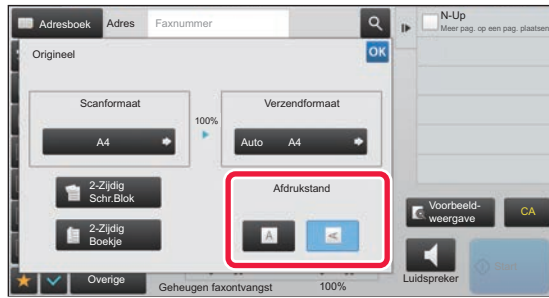 Adresboek Adres Faxnummer
N-Up
Meer pag. op een pag. plaatsen
Origineel
OK
Scanformaat
100%
Verzendformaat
A4
Auto A4
2-Zijdig
Schr.Blok
Afdrukstand
2-Zijdig
Boekje
A
A
Voorbeeld-
weergave
CA
Luidspreker
Start
Overige
Geheugen faxontvangst 100%